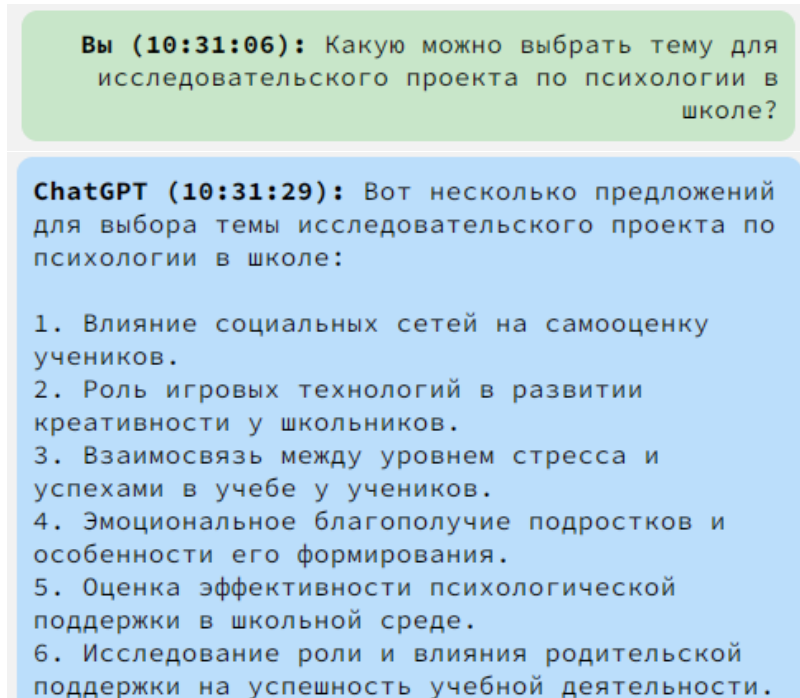 Вы (10:31:06): Какую можно выбрать тему для
исследовательского проекта по психологии в
школе?
ChatGPT (10:31:29): Вот несколько предложений
для выбора темы исследовательского проекта по
психологии в школе:
1. Влияние социальных сетей на самооценку
учеников.
2. Роль игровых технологий в развитии
креативности у школьников.
3. Взаимосвязь между уровнем стресса и
успехами в учебе у учеников.
4. Эмоциональное благополучие подростков и
особенности его формирования.
5. Оценка эффективности психологической
поддержки в школьной среде.
6. Исследование роли и влияния родительской
поддержки на успешность учебной деятельности.